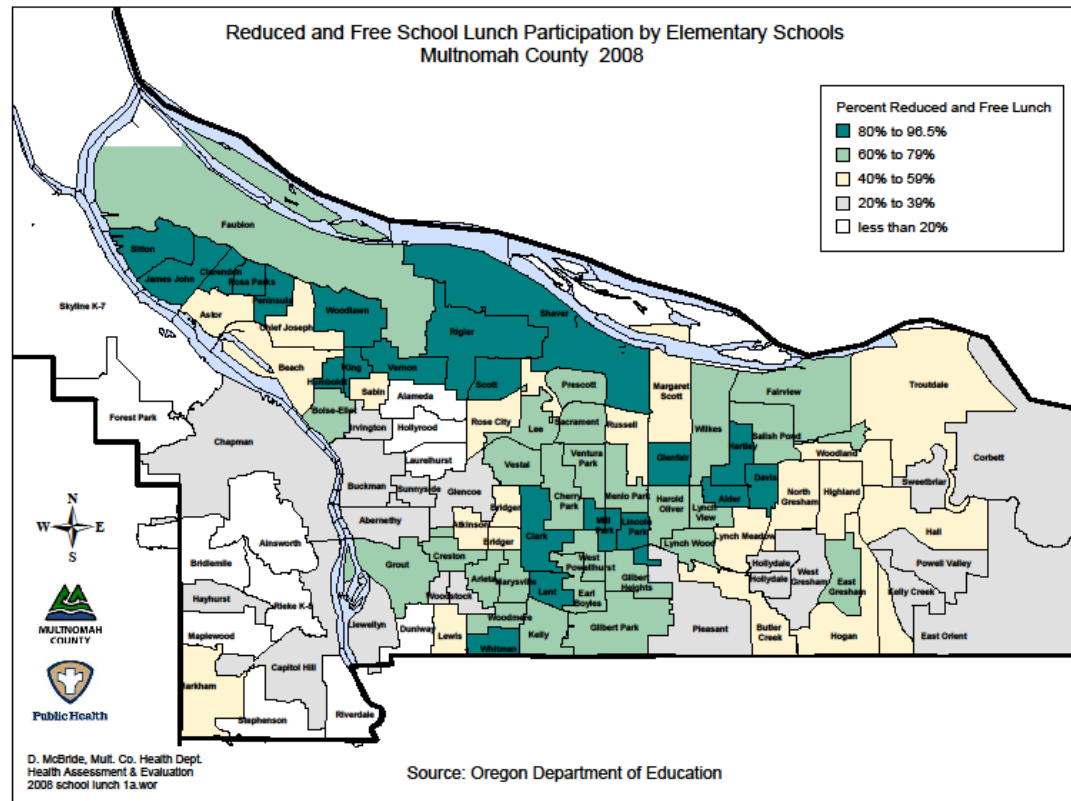 Reduced and Free School Lunch Participation by Elementary Schools
Multnomah County 2008
Percent Reduced and Free Lunch
80% to 96.5%
60% to 79%
40% to 59%
20% to 39%
less than 20%
Faubion
Sitton
James John
Clarendon
Rosa Parks
Peninsula
Skyline K-7
Astor
Chief Joseph
Woodlawn
Shaver
Rigler
Beach
King
Vernon
Humboldt
Scott
Prescott
Margaret
Scott
Fairview
Troutdale
Sabin
Alameda
Boise-Eliot
Irvington
Hollyrood
Rose City
Lee
Sacrament
Russell
Wilkes
Salish Pond
Hartley
Forest Park
Chapman
Laurelhurst
Vestal
Ventura
Park
Glenfair
Woodland
Corbett
Buckman
Sunnyside
Glencoe
Cherry
Park
Menlo Park
Harold
Oliver
Davis
Alder
North
Gresham
Highland
Sweetbriar
Abernethy
Atkinson
Bridger
Bridger
Clark
Mill
Park
Lincoln
Park
Lynch
View
Lynch Wood
Lynch Meadow
Hall
Ainsworth
Bridlemile
Grout
Creston
Arleta
Marysville
West
Powellhurst
Gilbert
Heights
Hollydale
Hollydale
West
Gresham
East
Gresham
Powell Valley
Kelly Creek
Hayhurst
Rieke K-5
Woodstock
Lent
Earl
Boyles
Woodmere
Maplewood
Llewellyn
Duniway
Lewis
Whitman
Kelly
Gilbert Park
Pleasant
Butler
Creek
Hogan
East Orient
Capitol Hill
Markham
Stephenson
Riverdale
N
W E
S
MULTNOMAH
COUNTY
Public Health
D. McBride, Mult. Co. Health Dept.
Health Assessment & Evaluation
2008 school lunch 1a.wor
Source: Oregon Department of Education